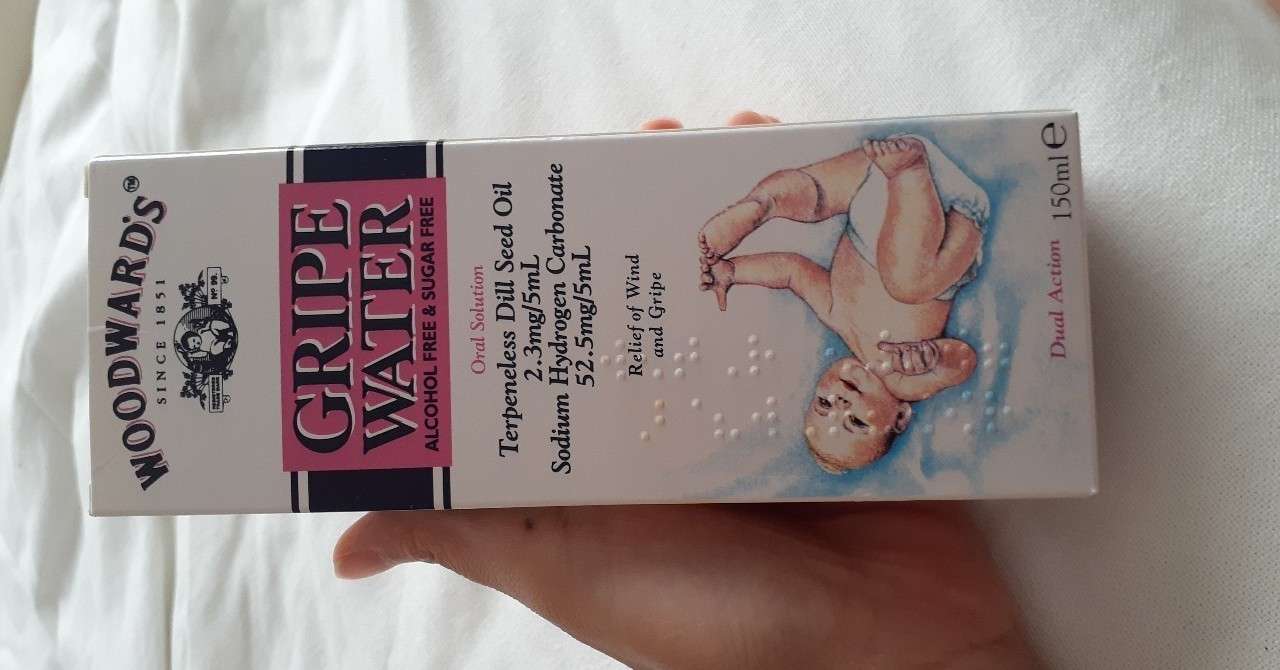 WOODWARD'S™
SINCE 1851
GRIPE
WATER
ALCOHOL FREE & SUGAR FREE
Oral Solution
Terpeneless Dill Seed Oil
2.3mg/5mL
Sodium Hydrogen Carbonate
52.5mg/5mL
Relief of Wind
and Gripe
Dual Action
150ml e